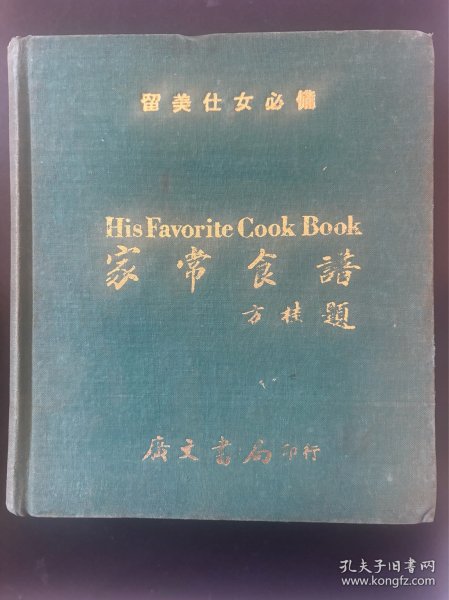 留美仕女必備
His Favorite Cook Book
家常食譜
方桂題
廣文書局印行
孔夫子旧书网
www.kongfz.com